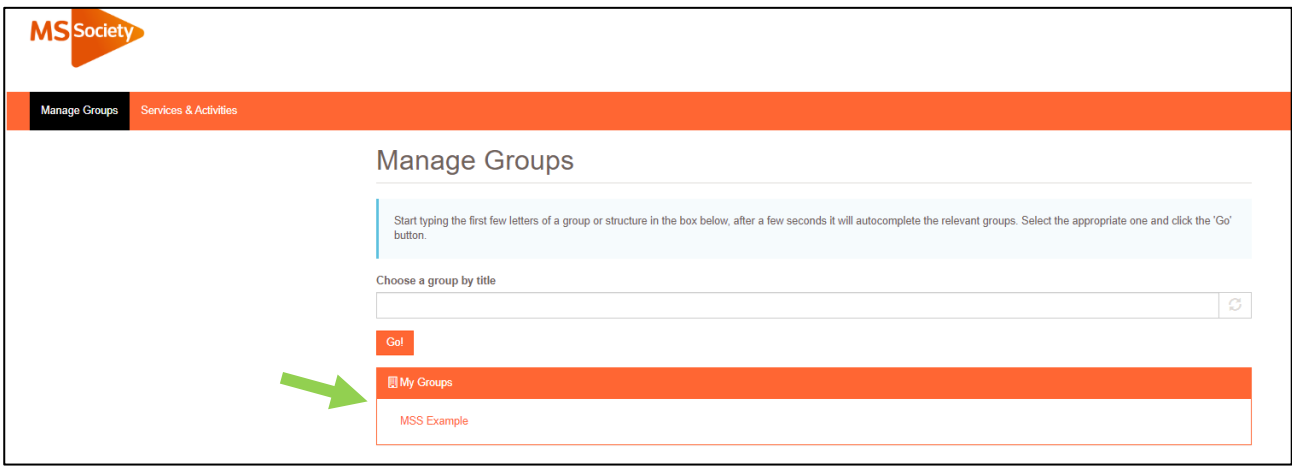 MS Society
Manage Groups Services & Activities
Manage Groups
Start typing the first few letters of a group or structure in the box below, after a few seconds it will autocomplete the relevant groups. Select the appropriate one and click the 'Go'
button.
Choose a group by title
Go!
My Groups
MSS Example